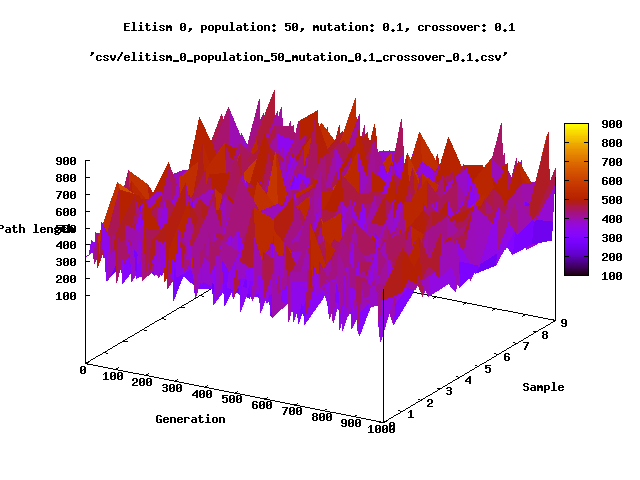 Elitism 0, population: 50, mutation: 0.1, crossover: 0.1
'csv/elitism_0_population_50_mutation_0.1_crossover_0.1.csv'
900
800
700
600
Path length
400
300
200
100
900
800
700
600
500
400
300
200
100
0 100 200 300 400 500 600 700 800 900 1000
Generation
0 1 2 3 4 5 6 7 8 9
Sample